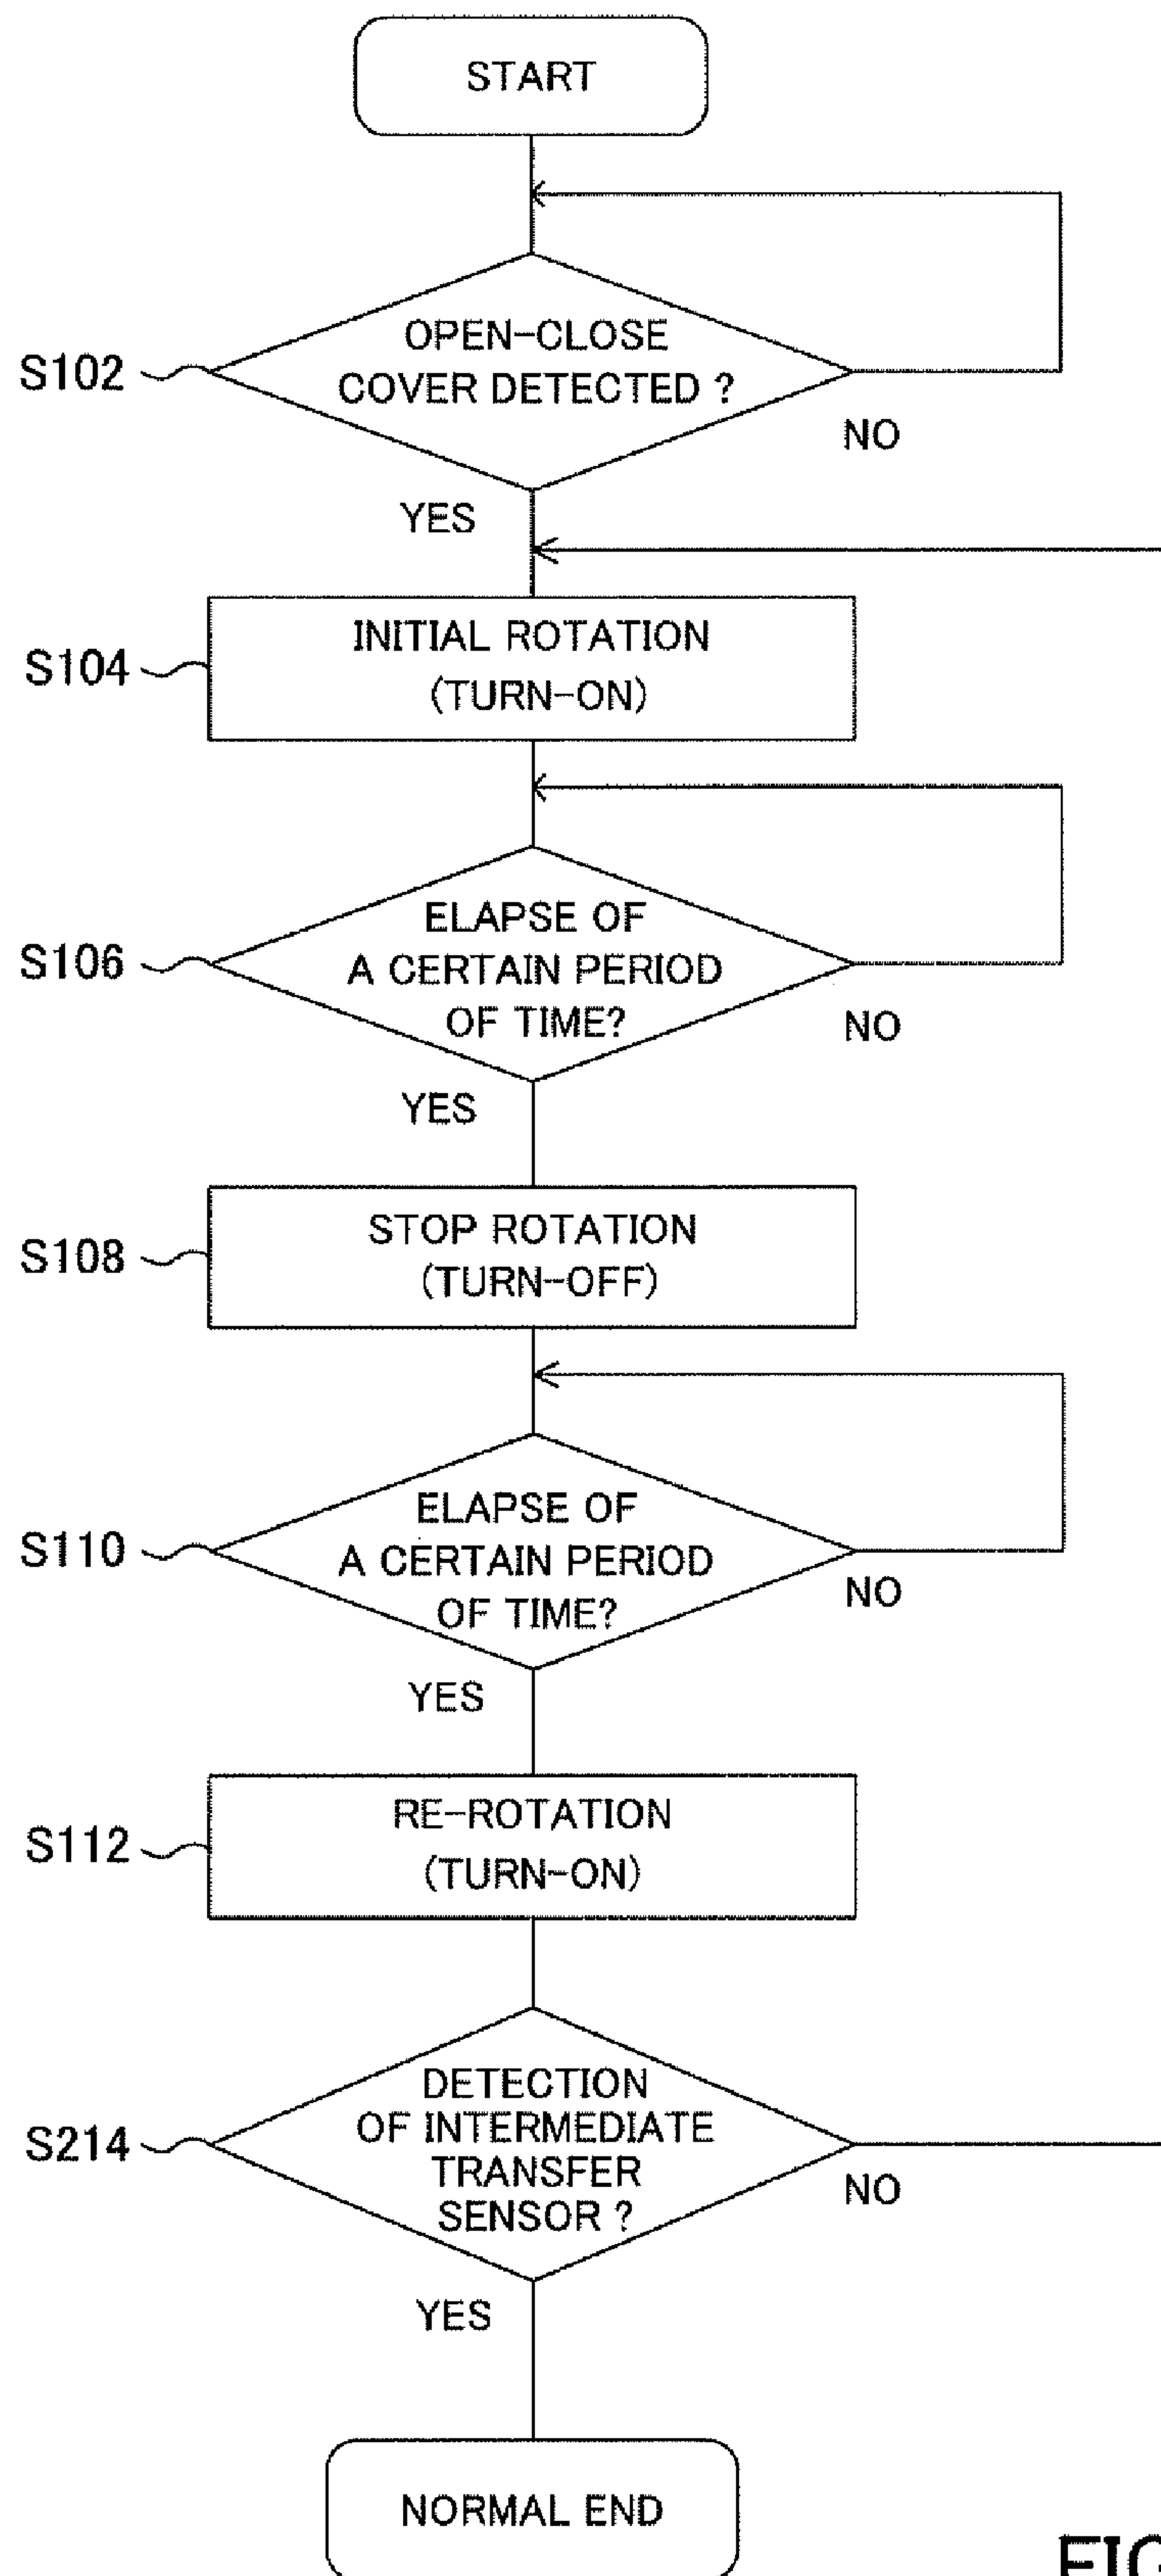 START
OPEN-CLOSE
COVER DETECTED ?
S102
NO
YES
INITIAL ROTATION
(TURN-ON)
S104
ELAPSE OF
A CERTAIN PERIOD
OF TIME?
S106
NO
YES
STOP ROTATION
(TURN-OFF)
S108
ELAPSE OF
A CERTAIN PERIOD
OF TIME?
S110
NO
YES
RE-ROTATION
(TURN-ON)
S112
DETECTION
OF INTERMEDIATE
TRANSFER
SENSOR ?
S214
NO
YES
NORMAL END